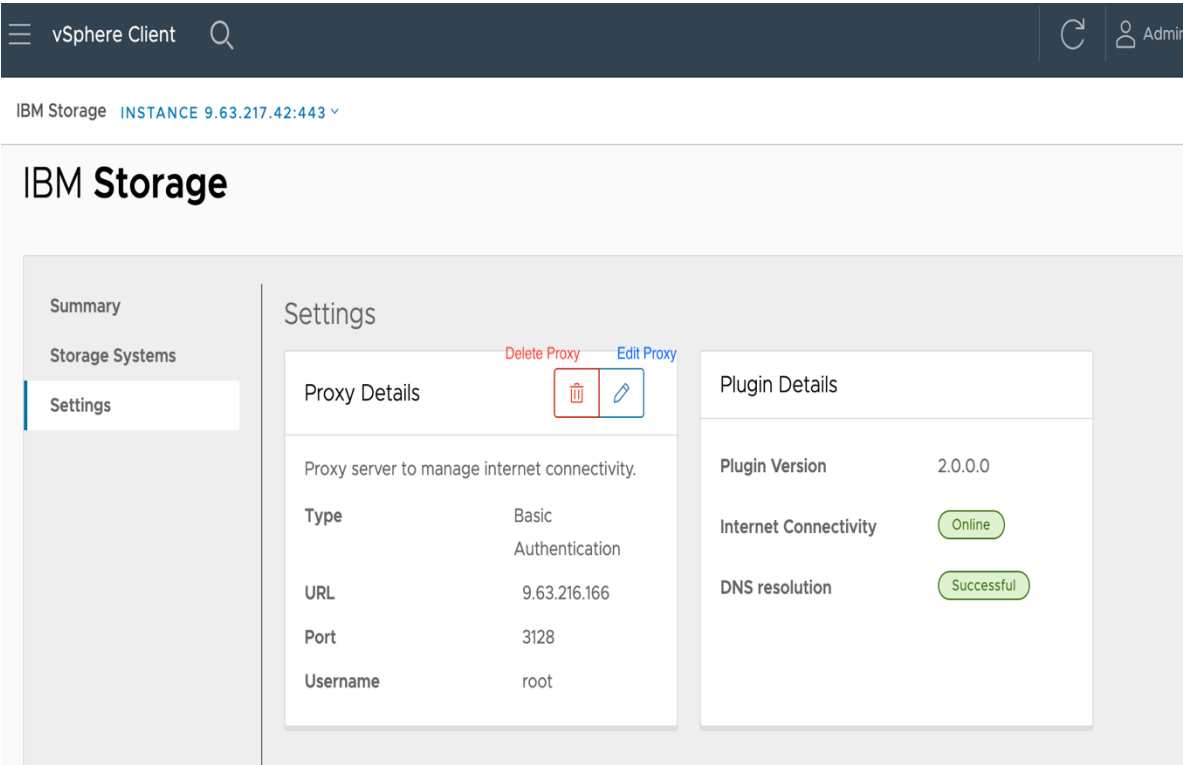 vSphere Client
Admin
IBM Storage INSTANCE 9.63.217.42:443
IBM Storage
Summary
Storage Systems
Settings
Settings
Delete Proxy Edit Proxy
Proxy Details
Proxy server to manage internet connectivity.
Type Basic
Authentication
URL 9.63.216.166
Port 3128
Username root
Plugin Details
Plugin Version 2.0.0.0
Internet Connectivity Online
DNS resolution Successful